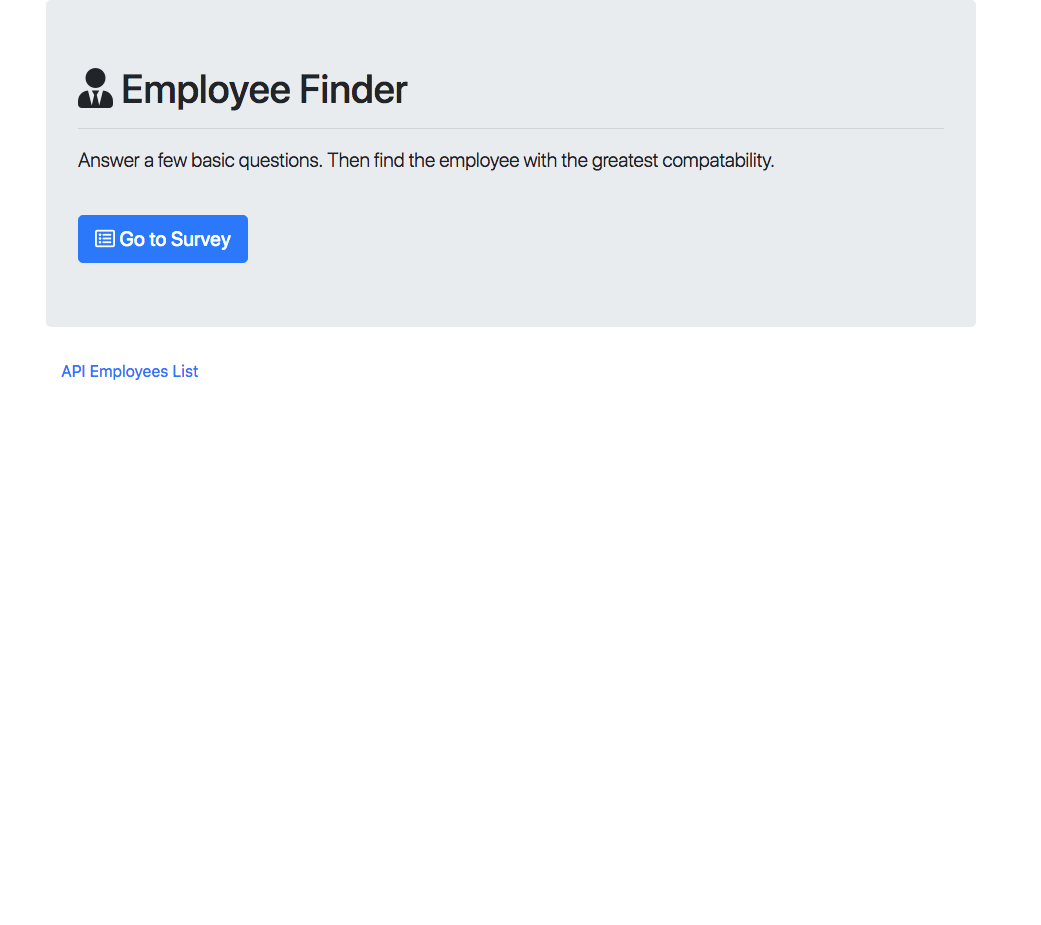 Employee Finder
Answer a few basic questions. Then find the employee with the greatest compatability.
Go to Survey
API Employees List